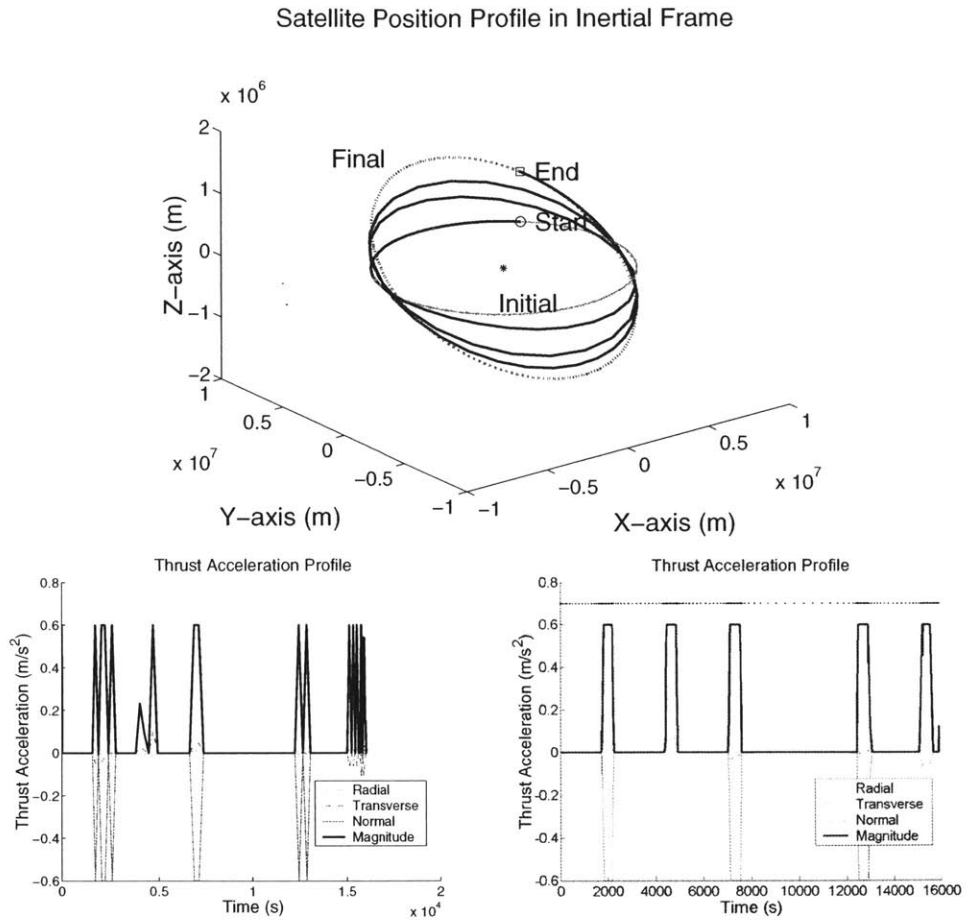 Satellite Position Profile in Inertial Frame
x 10^6
2
Final
End
1
Start
0
Z-axis (m)
Initial
-1
-2
1
1
0.5
0.5
0
0
x 10^7
-0.5
-0.5
x 10^7
-1
-1
Y-axis (m)
X-axis (m)
Thrust Acceleration Profile
0.8
0.6
0.4
0.2
0
-0.2
-0.4
-0.6
Thrust Acceleration (m/s^2)
Radial
Transverse
Normal
Magnitude
0
0.5
1
1.5
2
Time (s)
x 10^4
Thrust Acceleration Profile
0.8
0.6
0.4
0.2
0
-0.2
-0.4
-0.6
Thrust Acceleration (m/s^2)
Radial
Transverse
Normal
Magnitude
0
2000
4000
6000
8000
10000
12000
14000
16000
Time (s)